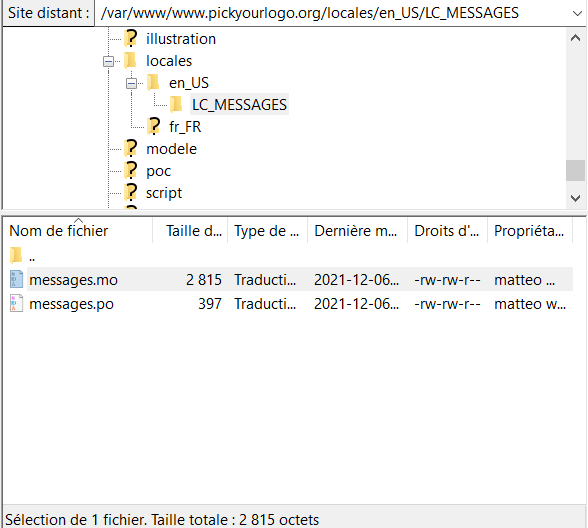 Site distant : /var/www/www.pickyourlogo.org/locales/en_US/LC_MESSAGES
illustration
locales
en_US
LC_MESSAGES
fr_FR
modele
poc
script
Nom de fichier Taille d... Type de ... Dernière m... Droits d'... Propriéta...
..
messages.mo 2 815 Traducti... 2021-12-06... -rw-rw-r-- matteo ...
messages.po 397 Traducti... 2021-12-06... -rw-rw-r-- matteo w...
Sélection de 1 fichier. Taille totale : 2 815 octets